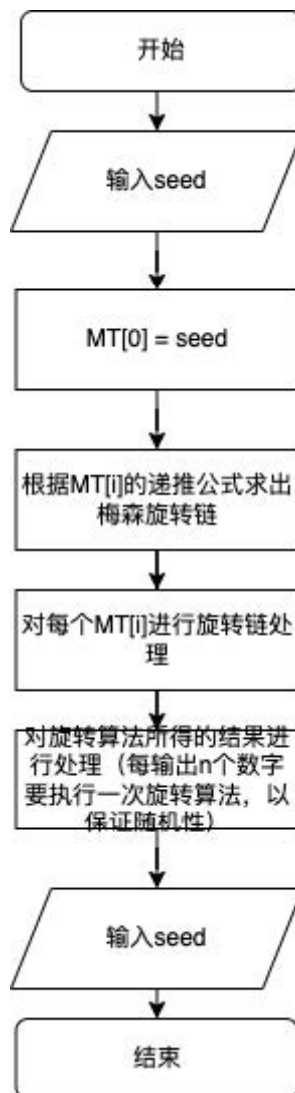 开始
输入seed
MT[0] = seed
根据MT[i]的递推公式求出
梅森旋转链
对每个MT[i]进行旋转链处
理
对旋转算法所得的结果进
行处理（每输出n个数字
要执行一次旋转算法，以
保证随机性）
输入seed
结束